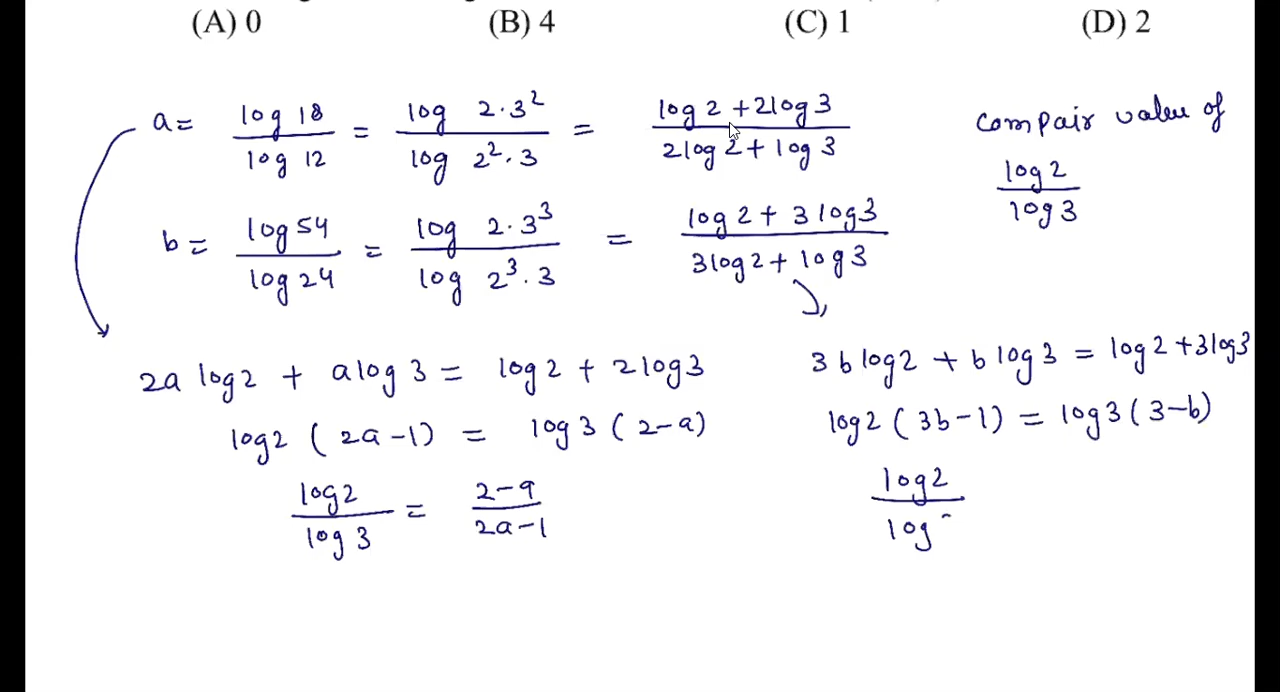 (A) 0 (B) 4 (C) 1 (D) 2
a = log 18 / log 12 = log 2·3² / log 2²·3 = log 2 + 2log 3 / 2log 2 + log 3
compair value of
log 2 / log 3
b = log 54 / log 24 = log 2·3³ / log 2³·3 = log 2 + 3 log 3 / 3log 2 + log 3
2a log 2 + a log 3 = log 2 + 2 log 3
3 b log 2 + b log 3 = log 2 + 3 log 3
log 2 ( 2a - 1) = log 3 ( 2 - a)
log 2 ( 3b - 1) = log 3 ( 3 - b)
log 2 / log 3 = 2 - a / 2a - 1
log 2 / log